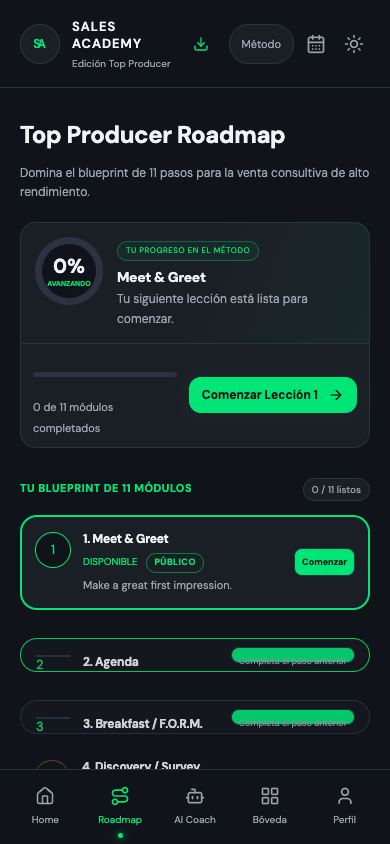 SA
SALES
ACADEMY
Edición Top Producer
Método
Top Producer Roadmap
Domina el blueprint de 11 pasos para la venta consultiva de alto
rendimiento.
0%
AVANZANDO
TU PROGRESO EN EL MÉTODO
Meet & Greet
Tu siguiente lección está lista para
comenzar.
0 de 11 módulos
completados
Comenzar Lección 1
TU BLUEPRINT DE 11 MÓDULOS
0 / 11 listos
1
1. Meet & Greet
DISPONIBLE
PÚBLICO
Make a great first impression.
Comenzar
2
2. Agenda
Completa el paso anterior
3
3. Breakfast / F.O.R.M.
Completa el paso anterior
4. Discovery / Survey
Home
Roadmap
AI Coach
Bóveda
Perfil